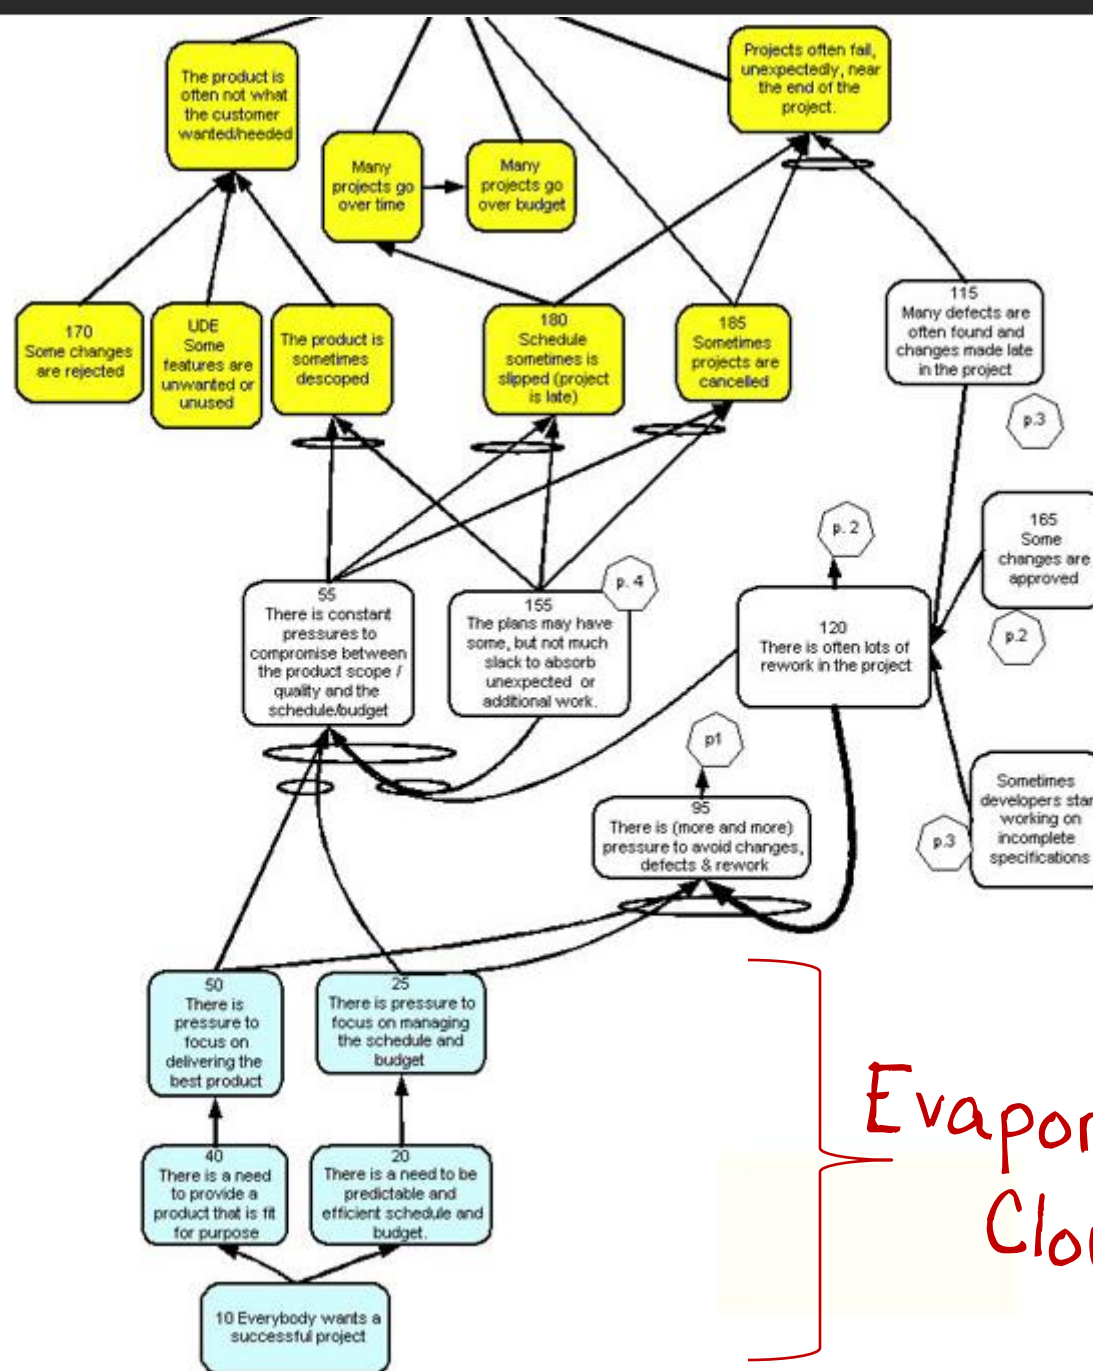 The product is
often not what
the customer
wanted/needed
Projects often fail,
unexpectedly, near
the end of the
project.
Many
projects go
over time
Many
projects go
over budget
170
Some changes
are rejected
UDE
Some
features are
unwanted or
unused
The product is
sometimes
descoped
180
Schedule
sometimes is
slipped (project
is late)
185
Sometimes
projects are
cancelled
115
Many defects are
often found and
changes made late
in the project
p.3
165
Some
changes are
approved
p.2
p. 2
120
There is often lots of
rework in the project
55
There is constant
pressures to
compromise between
the product scope /
quality and the
schedule/budget
p. 4
155
The plans may have
some, but not much
slack to absorb
unexpected or
additional work.
p1
95
There is (more and more)
pressure to avoid changes,
defects & rework
Sometimes
developers star
working on
incomplete
specifications
p.3
50
There is
pressure to
focus on
delivering the
best product
25
There is pressure to
focus on managing
the schedule and
budget
40
There is a need
to provide a
product that is fit
for purpose
20
There is a need to be
predictable and
efficient schedule and
budget.
10 Everybody wants a
successful project
Evapor
Clo